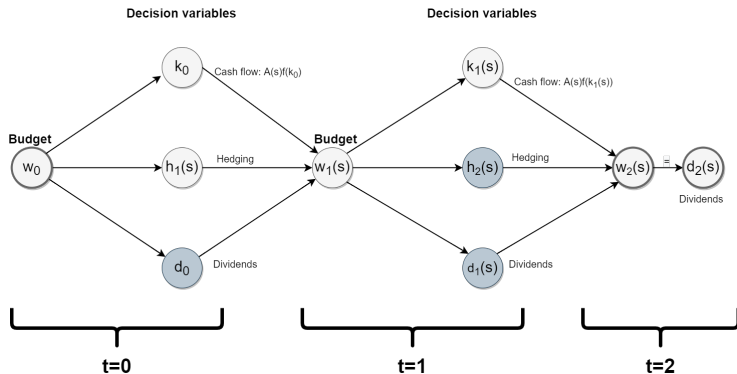 Decision variables
Decision variables
k0
k1(s)
Cash flow: A(s)f(k0)
Cash flow: A(s)f(k1(s))
Budget
Budget
w0
h1(s)
Hedging
w1(s)
h2(s)
Hedging
w2(s)
=
d2(s)
Dividends
d0
Dividends
d1(s)
Dividends
t=0
t=1
t=2